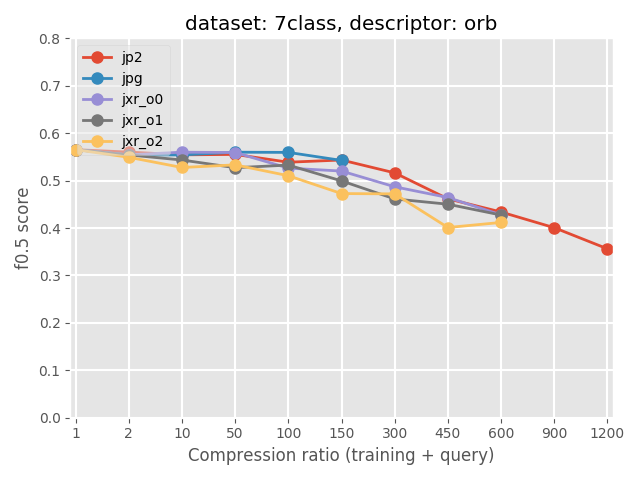 dataset: 7class, descriptor: orb
0.8
0.7
0.6
0.5
0.4
0.3
0.2
0.1
0.0
f0.5 score
jp2
jpg
jxr_o0
jxr_o1
jxr_o2
1 2 10 50 100 150 300 450 600 900 1200
Compression ratio (training + query)